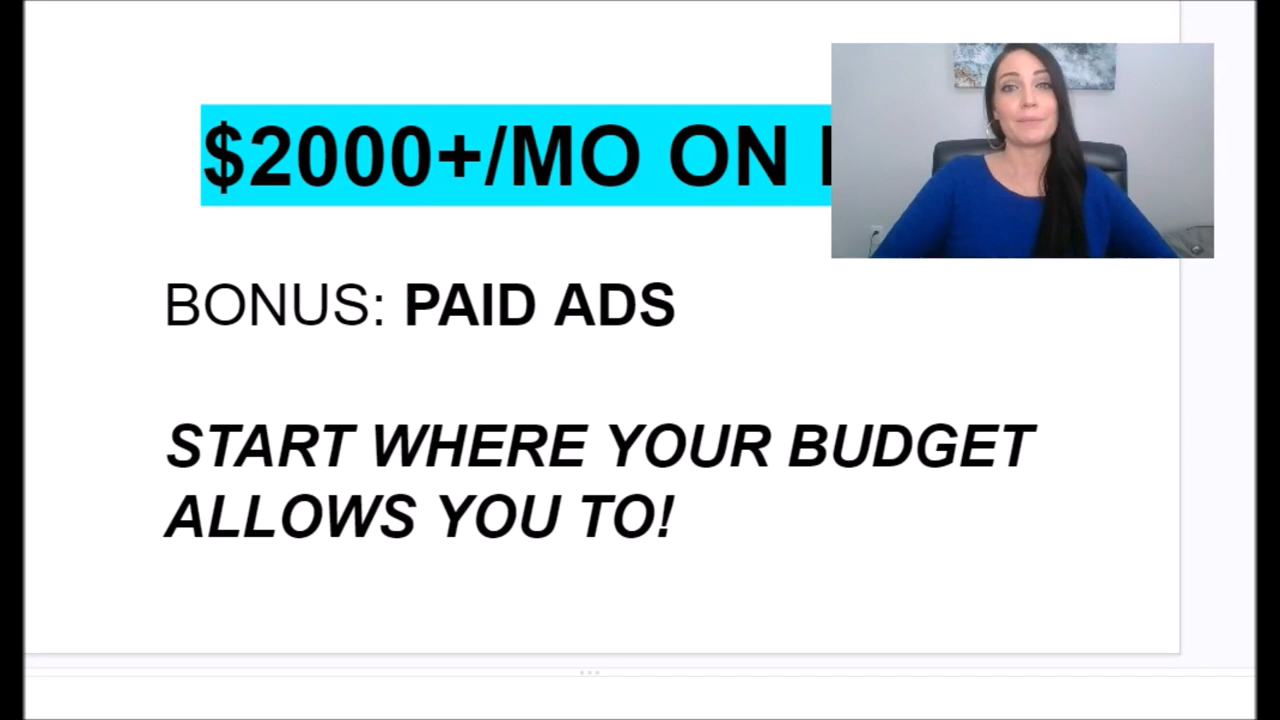 $2000+/MO ON
BONUS: PAID ADS
START WHERE YOUR BUDGET
ALLOWS YOU TO!